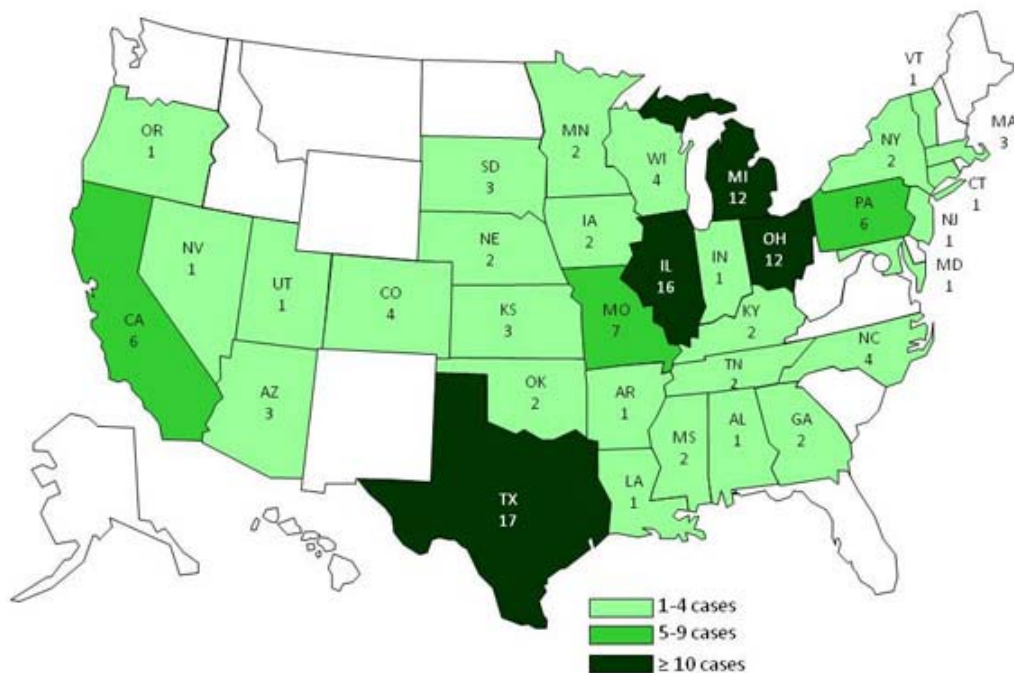 VT
1
MA
3
OR
1
MN
2
NY
2
WI
4
SD
3
MI
12
CT
1
PA
6
NJ
1
IA
2
NE
2
OH
12
NV
1
IN
1
MD
1
IL
16
UT
1
CO
4
CA
6
KS
3
MO
7
KY
2
NC
4
TN
2
AZ
3
OK
2
AR
1
MS
2
AL
1
GA
2
LA
1
TX
17
1-4 cases
5-9 cases
≥ 10 cases